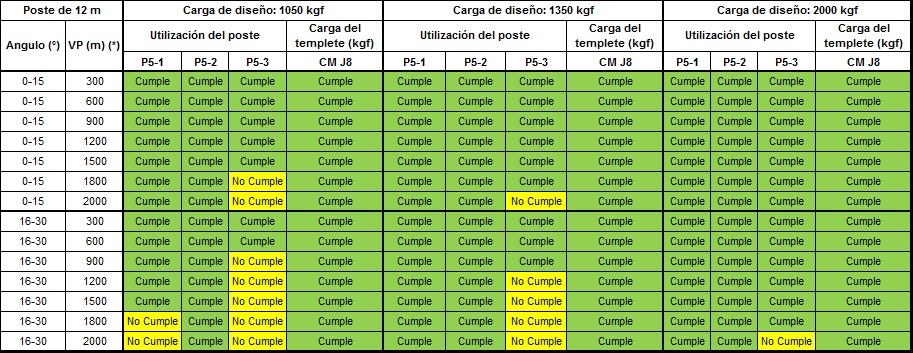 Poste de 12 m Carga de diseño: 1050 kgf Carga de diseño: 1350 kgf Carga de diseño: 2000 kgf
Angulo (°) VP (m) (*) Utilización del poste Carga del templete (kgf) Utilización del poste Carga del templete (kgf) Utilización del poste Carga del templete (kgf)
P5-1 P5-2 P5-3 CM J8 P5-1 P5-2 P5-3 CM J8 P5-1 P5-2 P5-3 CM J8
0-15 300 Cumple Cumple Cumple Cumple Cumple Cumple Cumple Cumple Cumple Cumple Cumple Cumple
0-15 600 Cumple Cumple Cumple Cumple Cumple Cumple Cumple Cumple Cumple Cumple Cumple Cumple
0-15 900 Cumple Cumple Cumple Cumple Cumple Cumple Cumple Cumple Cumple Cumple Cumple Cumple
0-15 1200 Cumple Cumple Cumple Cumple Cumple Cumple Cumple Cumple Cumple Cumple Cumple Cumple
0-15 1500 Cumple Cumple Cumple Cumple Cumple Cumple Cumple Cumple Cumple Cumple Cumple Cumple
0-15 1800 Cumple Cumple No Cumple Cumple Cumple Cumple Cumple Cumple Cumple Cumple Cumple Cumple
0-15 2000 Cumple Cumple No Cumple Cumple Cumple Cumple No Cumple Cumple Cumple Cumple Cumple Cumple
16-30 300 Cumple Cumple Cumple Cumple Cumple Cumple Cumple Cumple Cumple Cumple Cumple Cumple
16-30 600 Cumple Cumple Cumple Cumple Cumple Cumple Cumple Cumple Cumple Cumple Cumple Cumple
16-30 900 Cumple Cumple No Cumple Cumple Cumple Cumple Cumple Cumple Cumple Cumple Cumple Cumple
16-30 1200 Cumple Cumple No Cumple Cumple Cumple Cumple No Cumple Cumple Cumple Cumple Cumple Cumple
16-30 1500 Cumple Cumple No Cumple Cumple Cumple Cumple No Cumple Cumple Cumple Cumple Cumple Cumple
16-30 1800 No Cumple Cumple No Cumple Cumple Cumple Cumple No Cumple Cumple Cumple Cumple Cumple Cumple
16-30 2000 No Cumple Cumple No Cumple Cumple Cumple Cumple No Cumple Cumple Cumple Cumple No Cumple Cumple